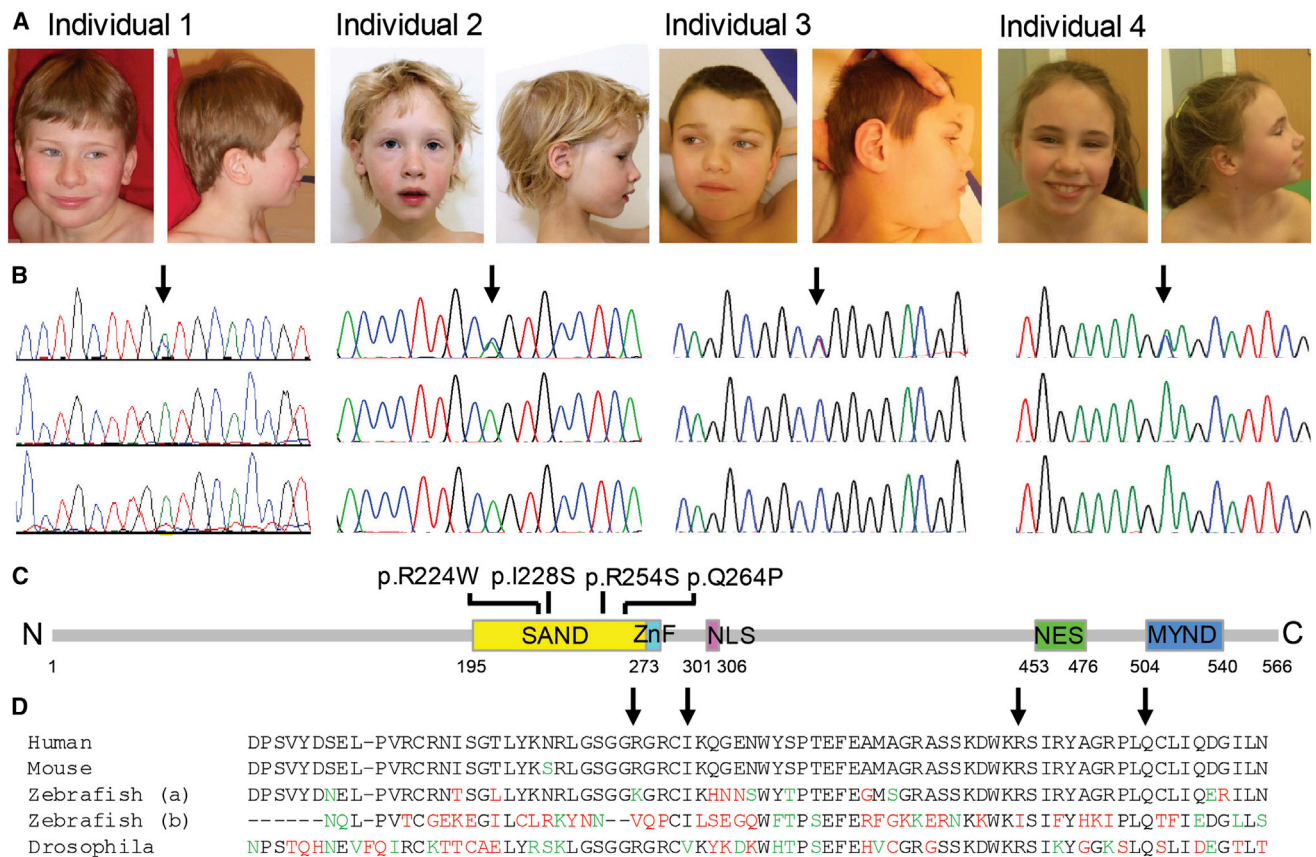 A Individual 1 Individual 2 Individual 3 Individual 4
B
C
p.R224W p.I228S p.R254S p.Q264P
N SAND ZnF NLS NES MYND C
1 195 273 301 306 453 476 504 540 566
D
Human DPSVYDSEL-PVRCRNISGTLYKNRLGSGGRGRCIKQGENWYSPTEFEAMAGRASSKDWKRSIRYAGRPLQCLIQDGILN
Mouse DPSVYDSEL-PVRCRNISGTLYKSRLGSGGRGRCIKQGENWYSPTEFEAMAGRASSKDWKRSIRYAGRPLQCLIQDGILN
Zebrafish (a) DPSVYDNEL-PVRCRNTSGLLYKNRLGSGGKGRCIKHNNSWYTPTEFEGMSGRASSKDWKRSIRYAGRPLQCLIQERILN
Zebrafish (b) ------NQL-PVTCGEKEGILCLRKYNN--VQPCILSEGQWFTPSEFERFGKKERNKKWKISIFYHKIPLQTFIEDGLLS
Drosophila NPSTQHNEVFQIRCKTTCAELYRSKLGSGGRGRCVKYKDKWHTPSEFEHVCGRGSSKDWKRSIKYGGKSLQSLIDEGTLT